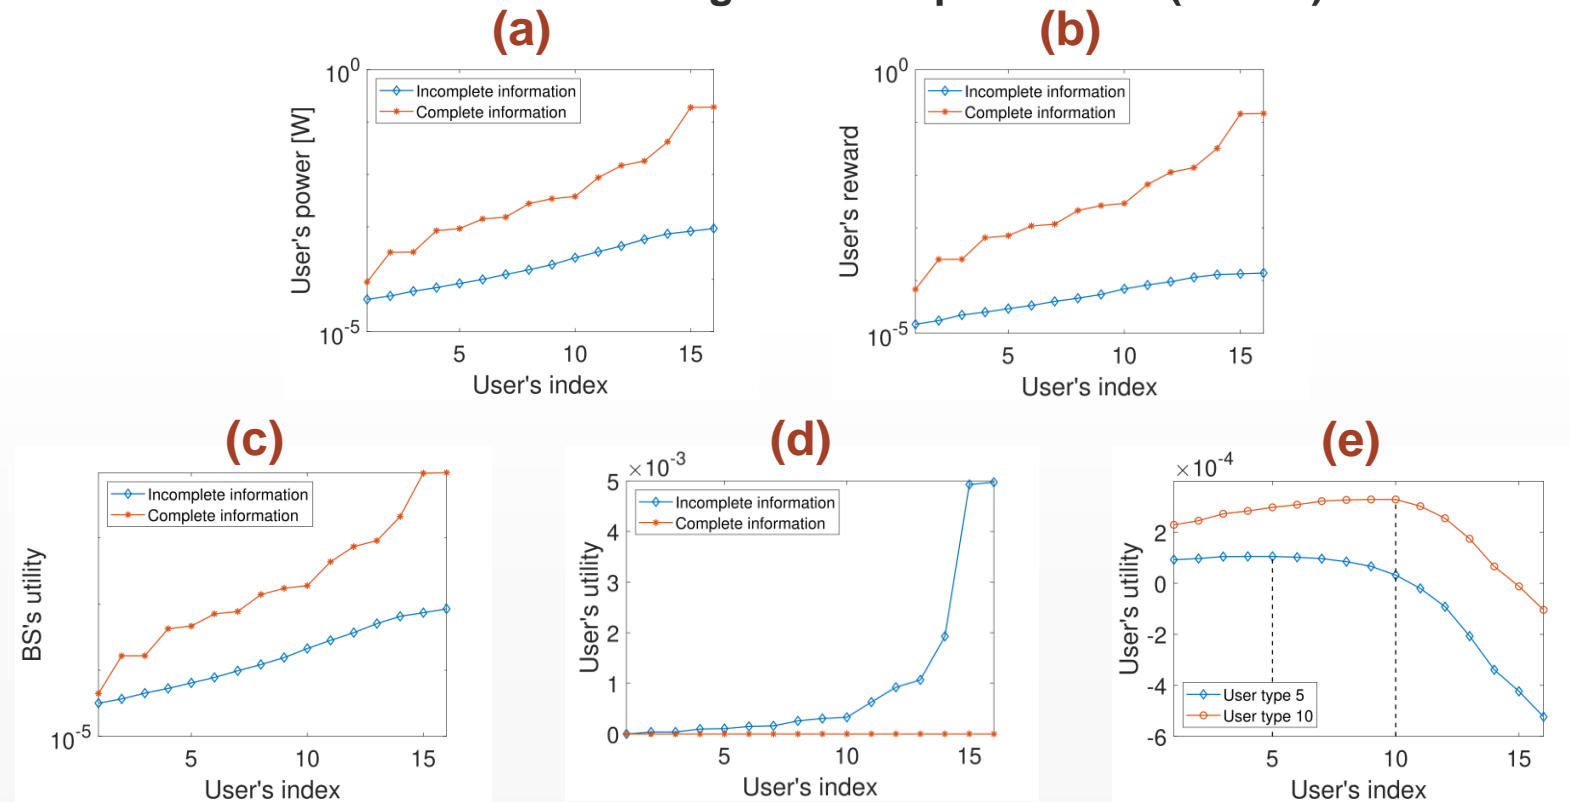 (a)
(b)
10^0
Incomplete information
Complete information
User's power [W]
10^-5
5
10
15
User's index
10^0
Incomplete information
Complete information
User's reward
10^-5
5
10
15
User's index
(c)
(d)
(e)
Incomplete information
Complete information
BS's utility
10^-5
5
10
15
User's index
×10^-3
5
Incomplete information
Complete information
4
3
2
1
0
User's utility
5
10
15
User's index
×10^-4
2
0
-2
-4
-6
User's utility
User type 5
User type 10
5
10
15
User's index